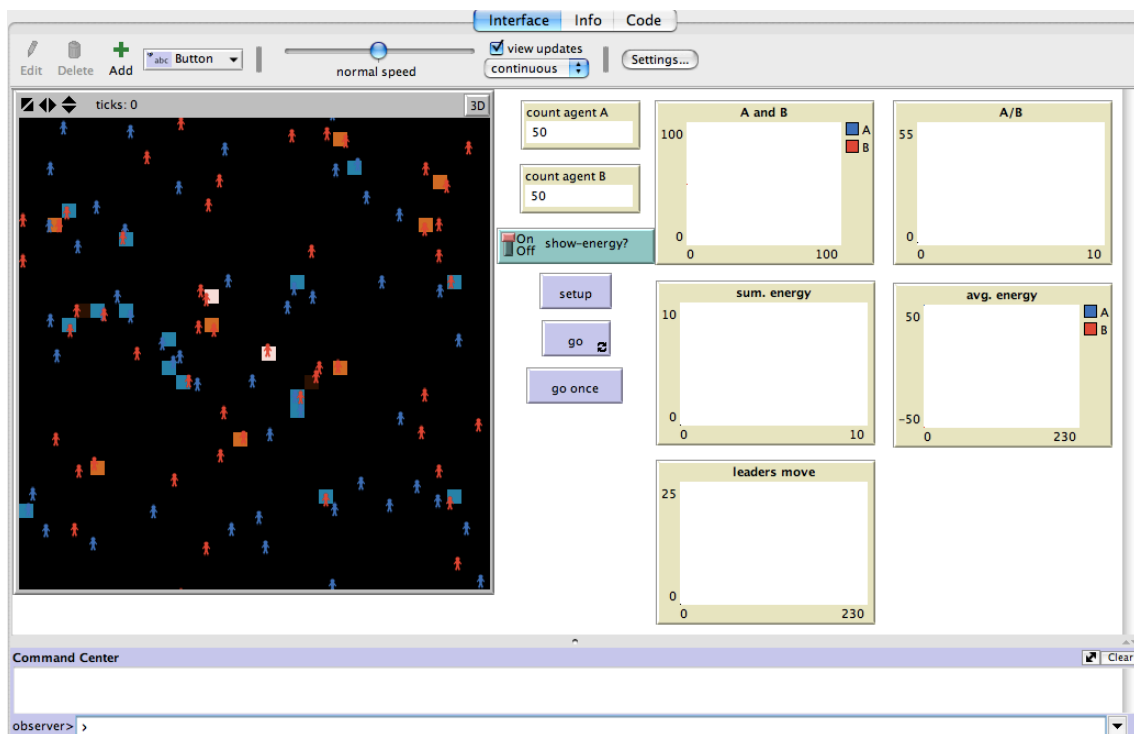 Interface Info Code
Edit Delete Add abc Button
normal speed
view updates
continuous
Settings...
ticks: 0
3D
count agent A
50
count agent B
50
On
Off
show-energy?
setup
go
go once
A and B
100
0
0 100
A
B
A/B
55
0
0 10
sum. energy
10
0
0 10
avg. energy
50
-50
0 230
A
B
leaders move
25
0
0 230
Command Center
Clear
observer>